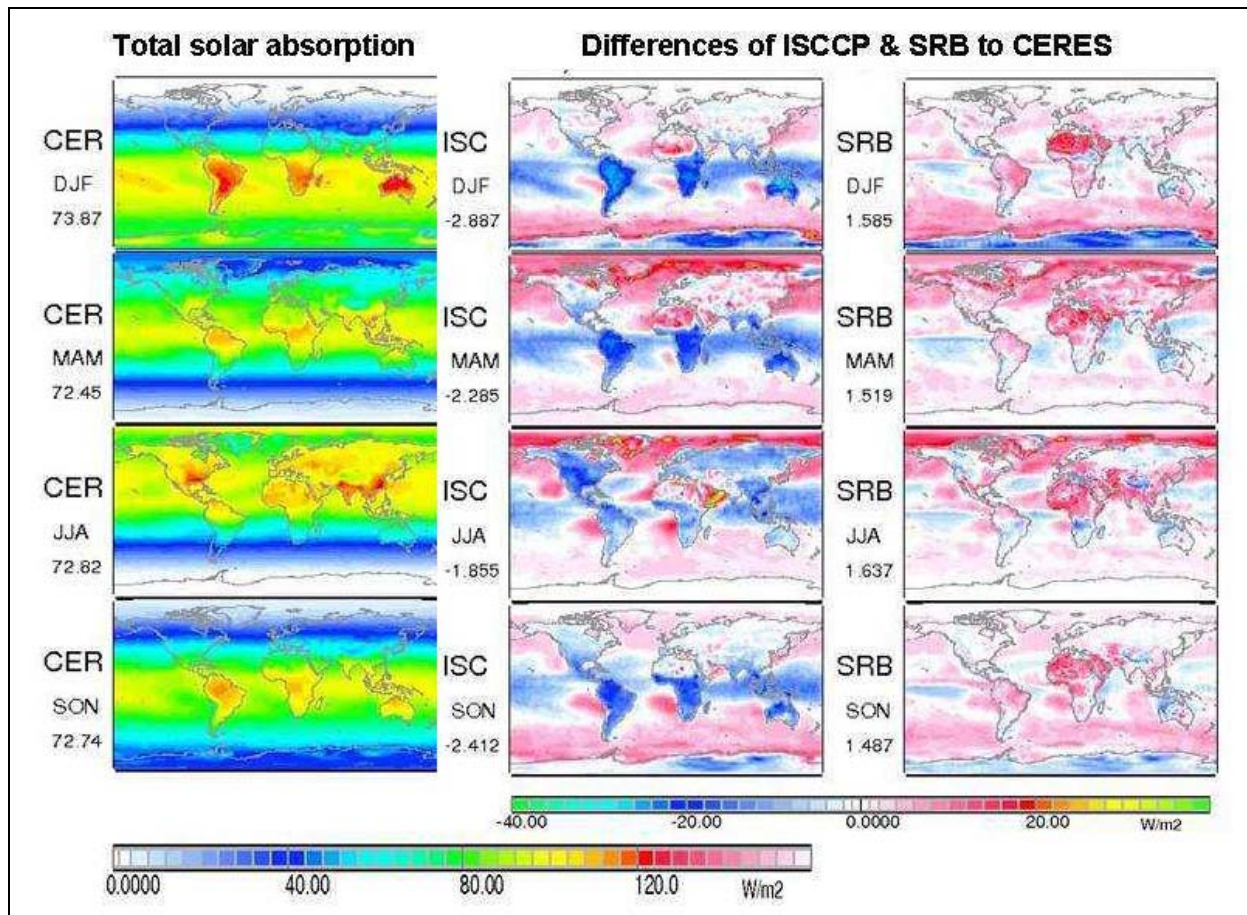 Total solar absorption
Differences of ISCCP & SRB to CERES
CER
DJF
73.87
ISC
DJF
-2.887
SRB
DJF
1.585
CER
MAM
72.45
ISC
MAM
-2.285
SRB
MAM
1.519
CER
JJA
72.82
ISC
JJA
-1.855
SRB
JJA
1.637
CER
SON
72.74
ISC
SON
-2.412
SRB
SON
1.487
-40.00 -20.00 0.0000 20.00 W/m2
0.0000 40.00 80.00 120.0 W/m2